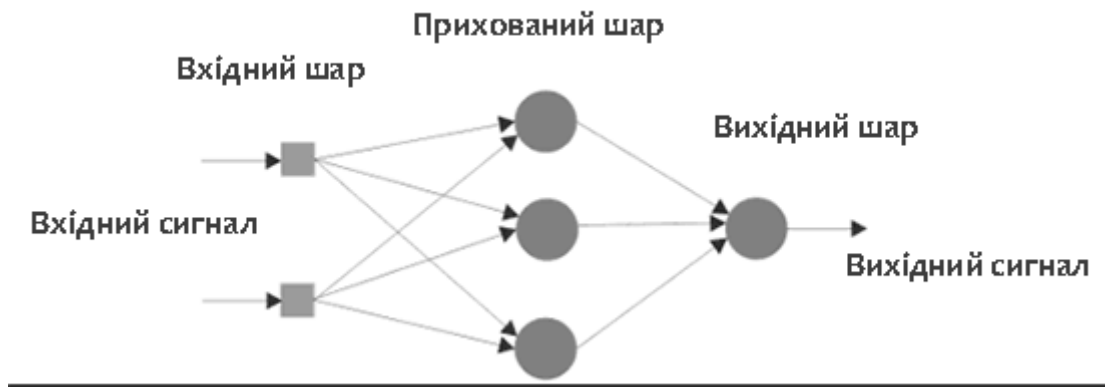 Прихований шар
Вхідний шар
Вихідний шар
Вхідний сигнал
Вихідний сигнал